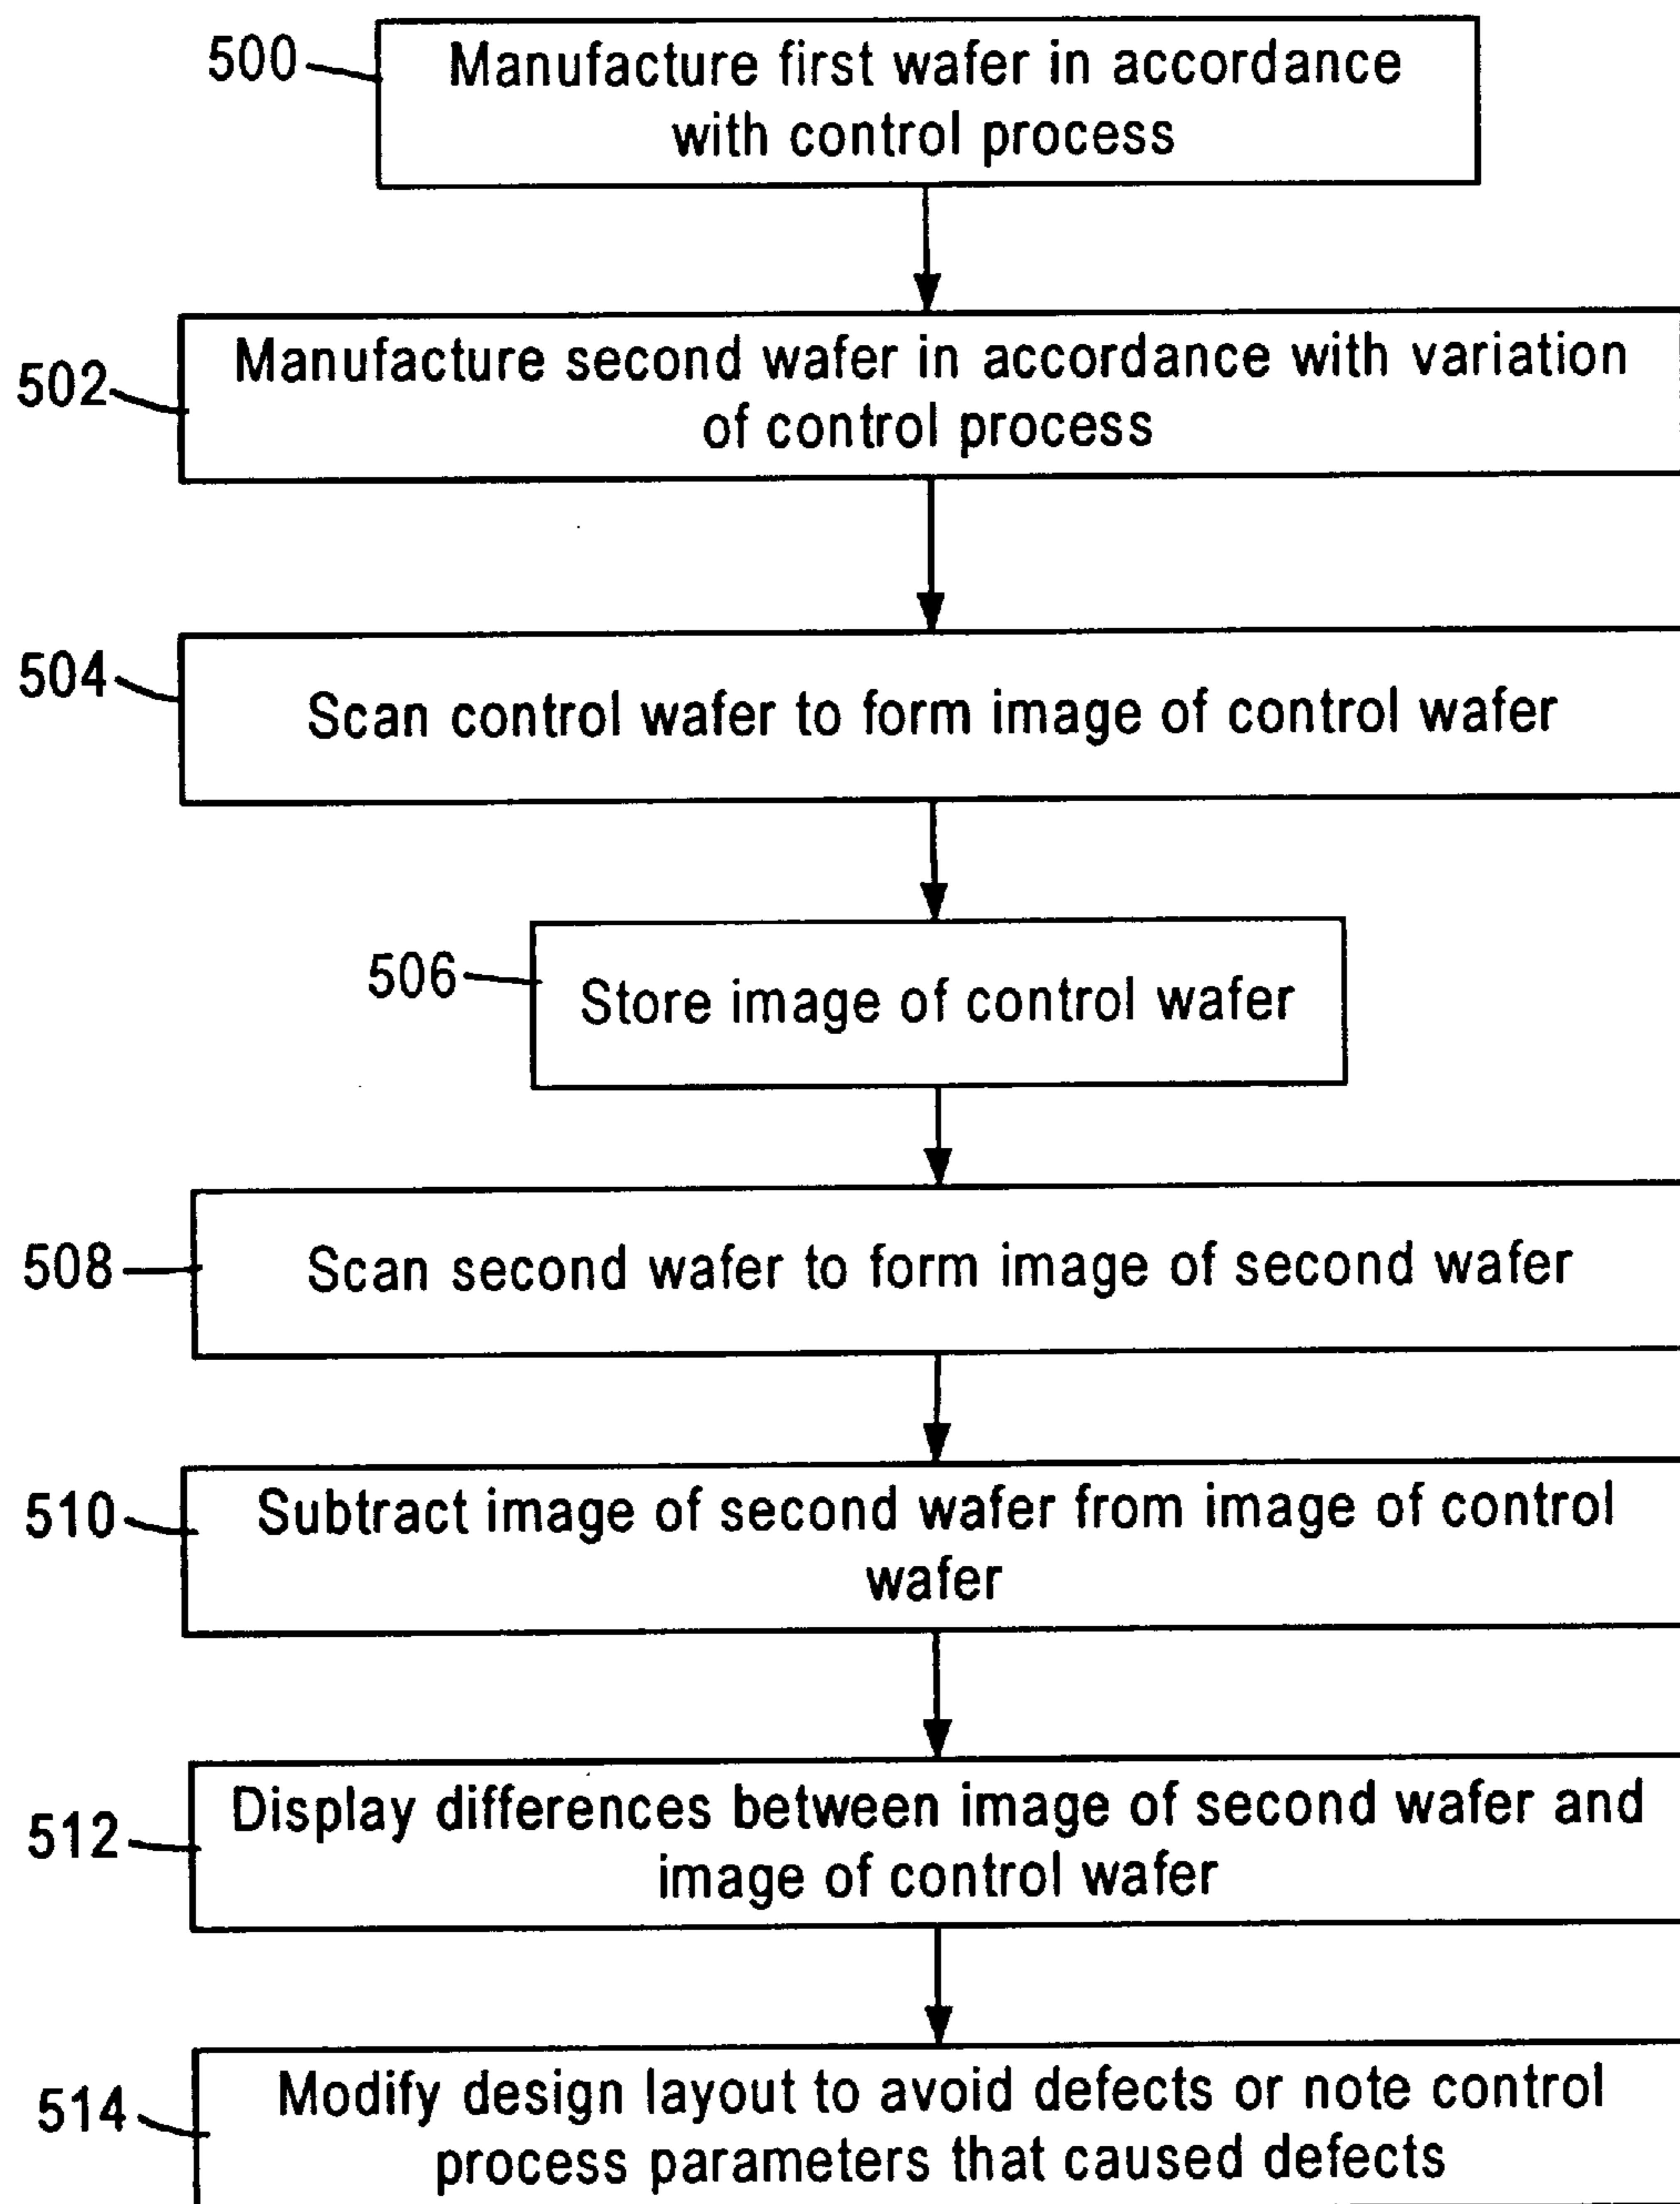 500
Manufacture first wafer in accordance
with control process
502
Manufacture second wafer in accordance with variation
of control process
504
Scan control wafer to form image of control wafer
506
Store image of control wafer
508
Scan second wafer to form image of second wafer
510
Subtract image of second wafer from image of control
wafer
512
Display differences between image of second wafer and
image of control wafer
514
Modify design layout to avoid defects or note control
process parameters that caused defects